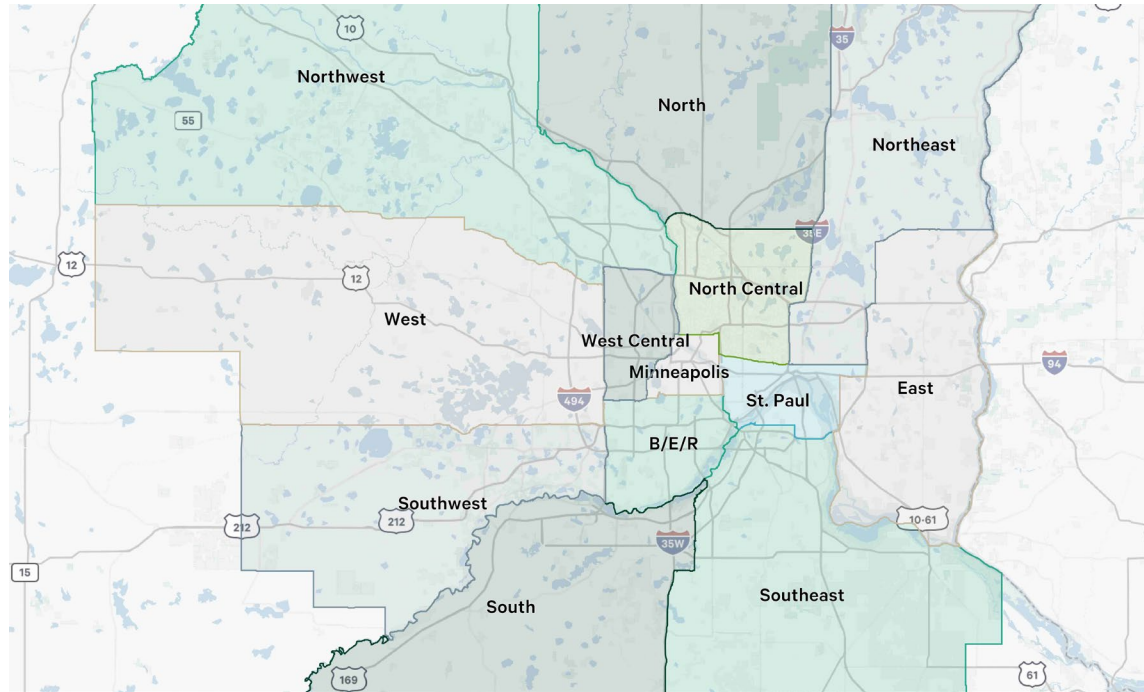 10
35
Northwest
North
55
Northeast
35E
12
12
North Central
West
West Central
94
Minneapolis
East
494
St. Paul
B/E/R
Southwest
212
212
10-61
35W
15
Southeast
South
169
61